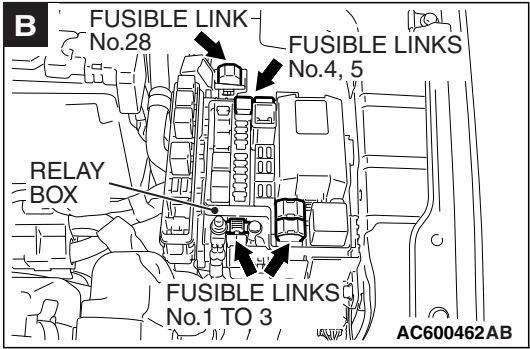 B
FUSIBLE LINK
No.28
FUSIBLE LINKS
No.4, 5
RELAY
BOX
FUSIBLE LINKS
No.1 TO 3
AC600462AB